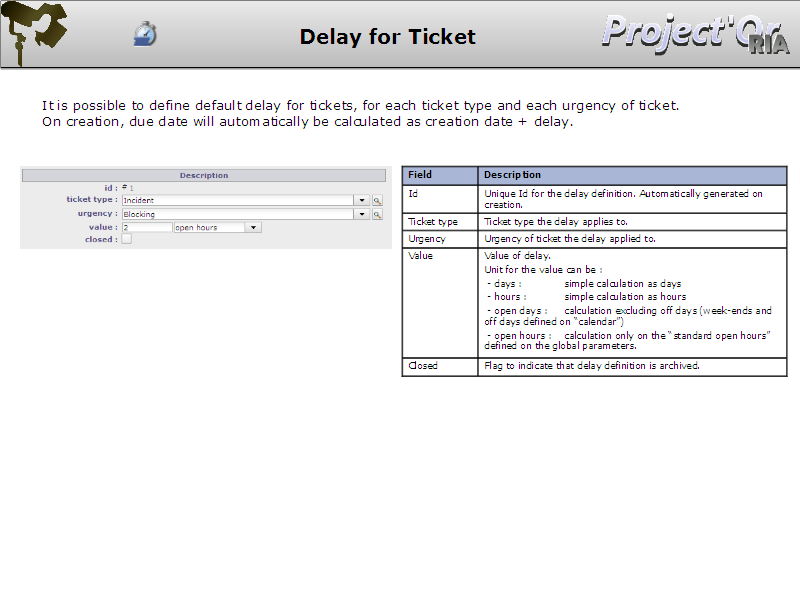 Delay for Ticket
Project'Or
RIA
It is possible to define default delay for tickets, for each ticket type and each urgency of ticket.
On creation, due date will automatically be calculated as creation date + delay.
Description
id : # 1
ticket type : Incident
urgency : Blocking
value : 2 open hours
closed :
Field Description
Id Unique Id for the delay definition. Automatically generated on
creation.
Ticket type Ticket type the delay applies to.
Urgency Urgency of ticket the delay applied to.
Value Value of delay.
Unit for the value can be :
- days : simple calculation as days
- hours : simple calculation as hours
- open days : calculation excluding off days (week-ends and
off days defined on “calendar”)
- open hours : calculation only on the “standard open hours”
defined on the global parameters.
Closed Flag to indicate that delay definition is archived.